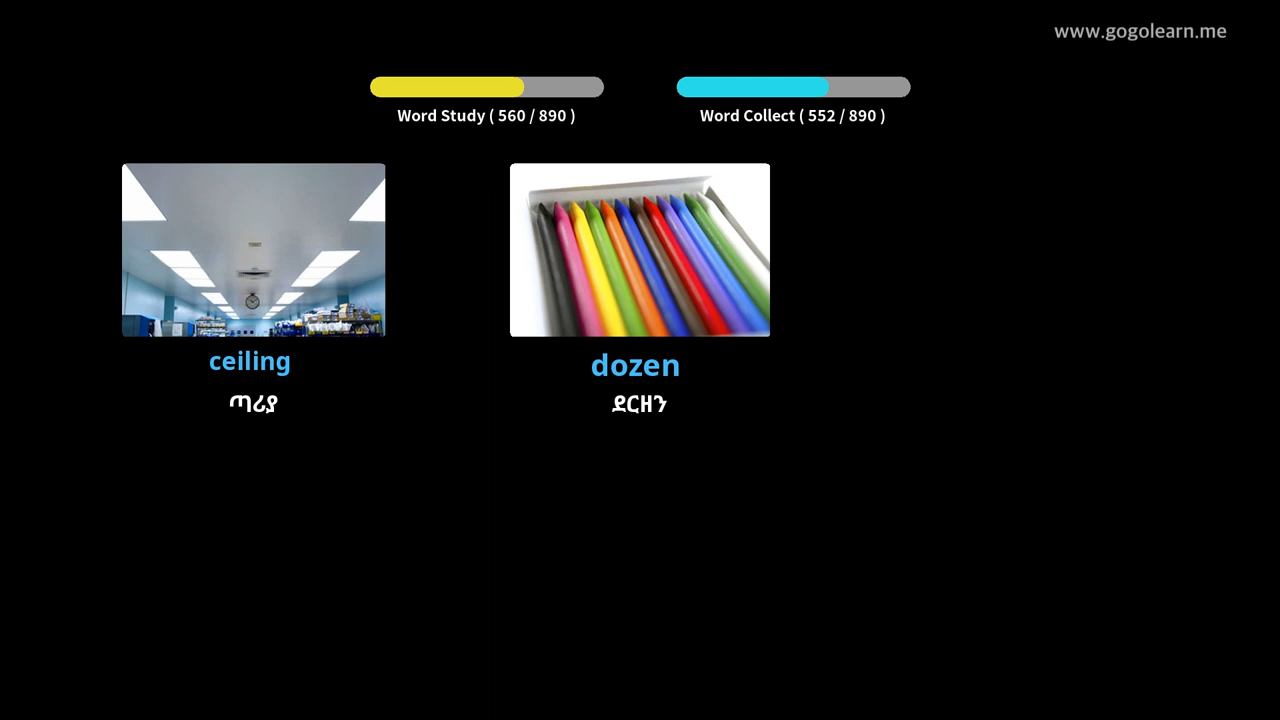 www.gogolearn.me
Word Study ( 560 / 890 )
Word Collect ( 552 / 890 )
ceiling
ጣሪያ
dozen
ደርዘን